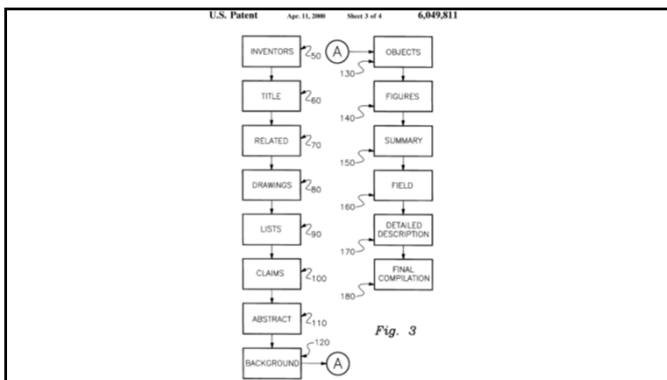 U.S. Patent Apr. 11, 2000 Sheet 3 of 4 6,049,811
INVENTORS
50
TITLE
60
RELATED
70
DRAWINGS
80
LISTS
90
CLAIMS
100
ABSTRACT
110
BACKGROUND
120
A
A
OBJECTS
130
FIGURES
140
SUMMARY
150
FIELD
160
DETAILED
DESCRIPTION
170
FINAL
COMPILATION
180
Fig. 3